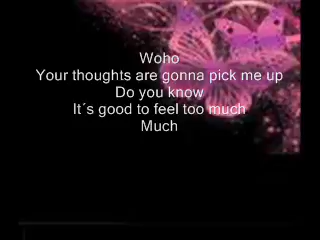 Woho
Your thoughts are gonna pick me up
Do you know
It´s good to feel too much
Much